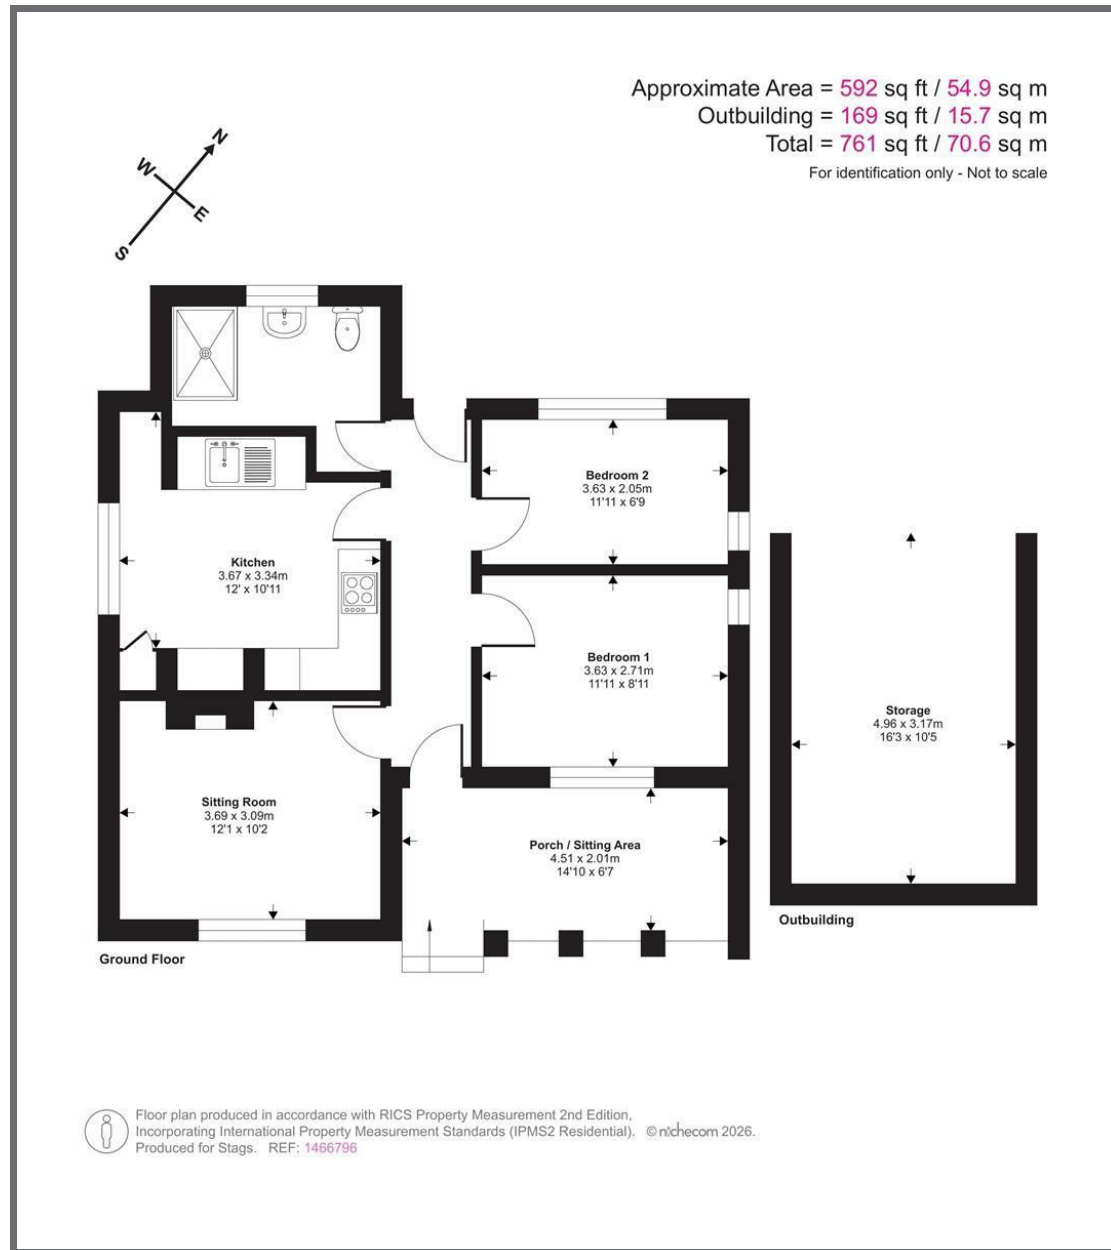 Approximate Area = 592 sq ft / 54.9 sq m
Outbuilding = 169 sq ft / 15.7 sq m
Total = 761 sq ft / 70.6 sq m
For identification only - Not to scale
N
W
E
S
Bedroom 2
3.63 x 2.05m
11'11 x 6'9
Kitchen
3.67 x 3.34m
12' x 10'11
Bedroom 1
3.63 x 2.71m
11'11 x 8'11
Storage
4.96 x 3.17m
16'3 x 10'5
Sitting Room
3.69 x 3.09m
12'1 x 10'2
Porch / Sitting Area
4.51 x 2.01m
14'10 x 6'7
Outbuilding
Ground Floor
Floor plan produced in accordance with RICS Property Measurement 2nd Edition,
Incorporating International Property Measurement Standards (IPMS2 Residential). © nichecom 2026.
Produced for Stags. REF: 1466796